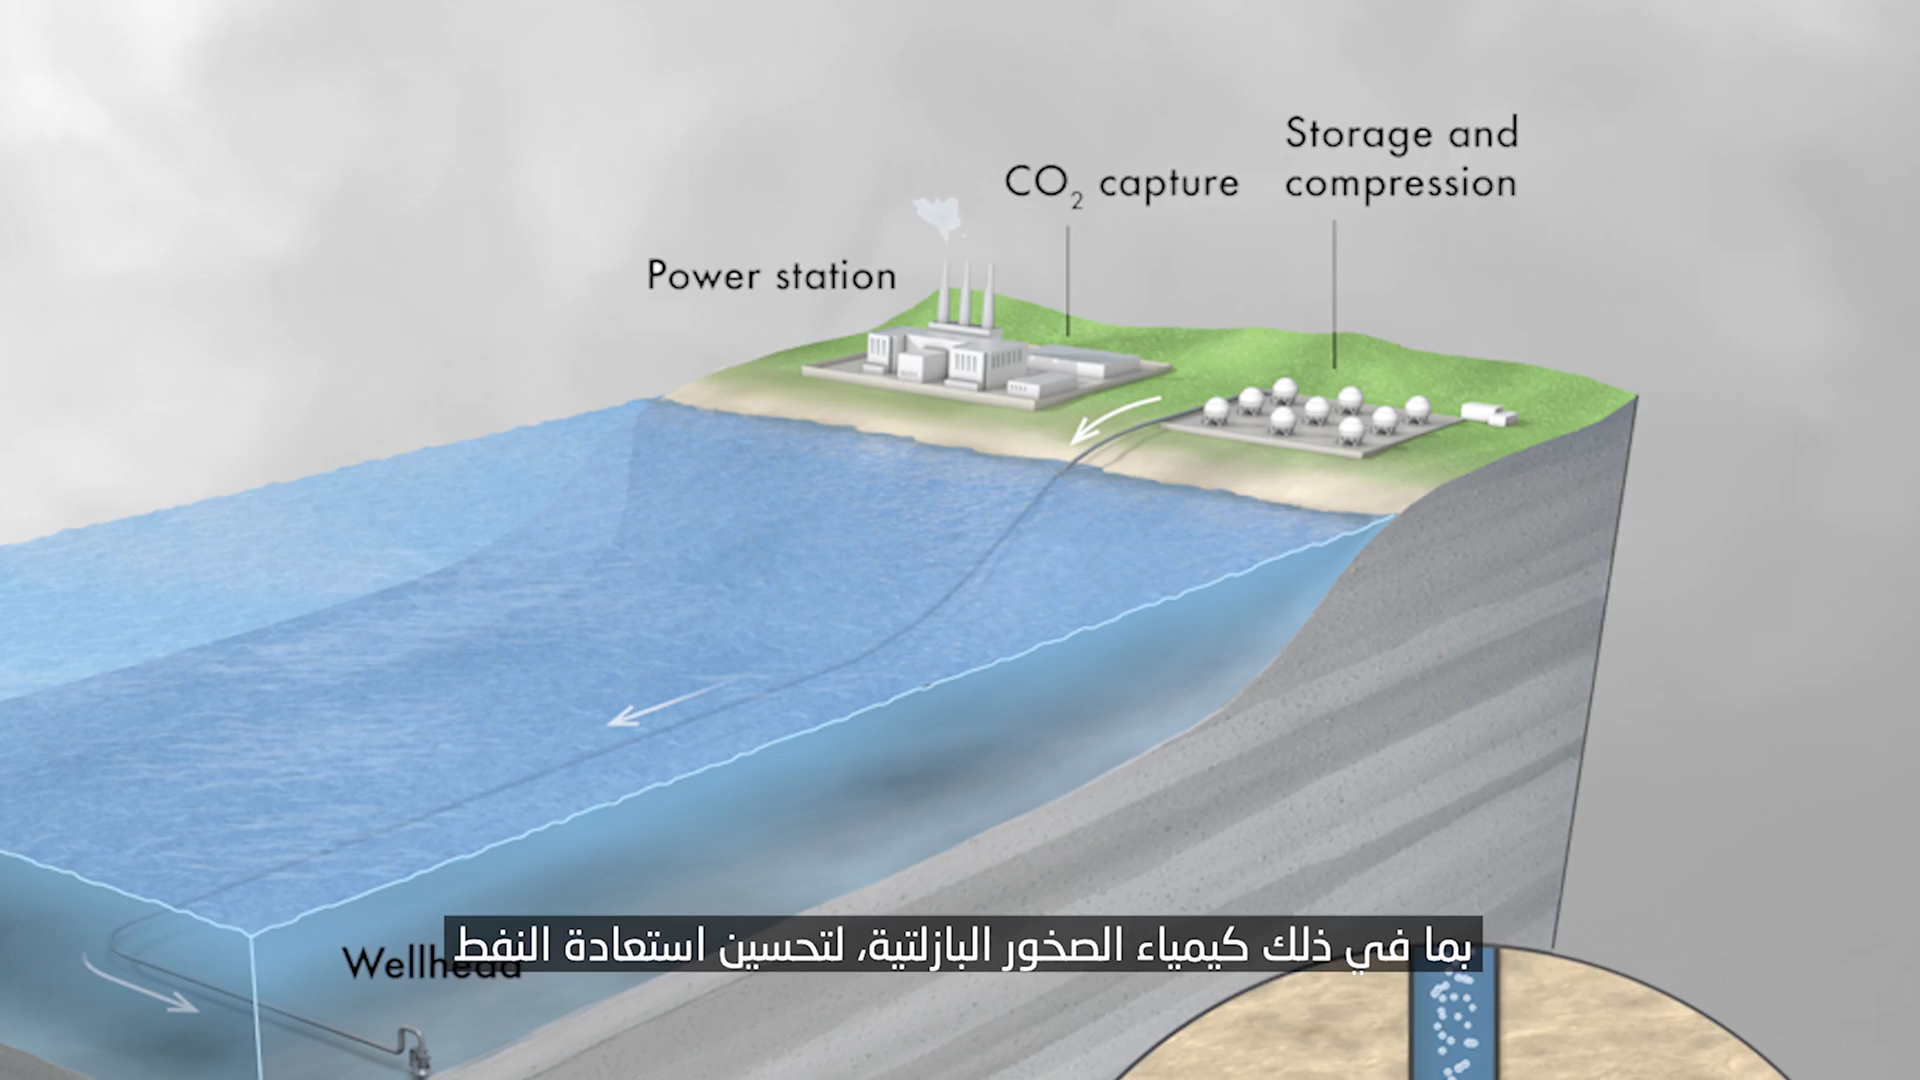 Storage and
compression
CO₂ capture
Power station
Wellhead
بما في ذلك كيمياء الصخور البازلتية، لتحسين استعادة النفط